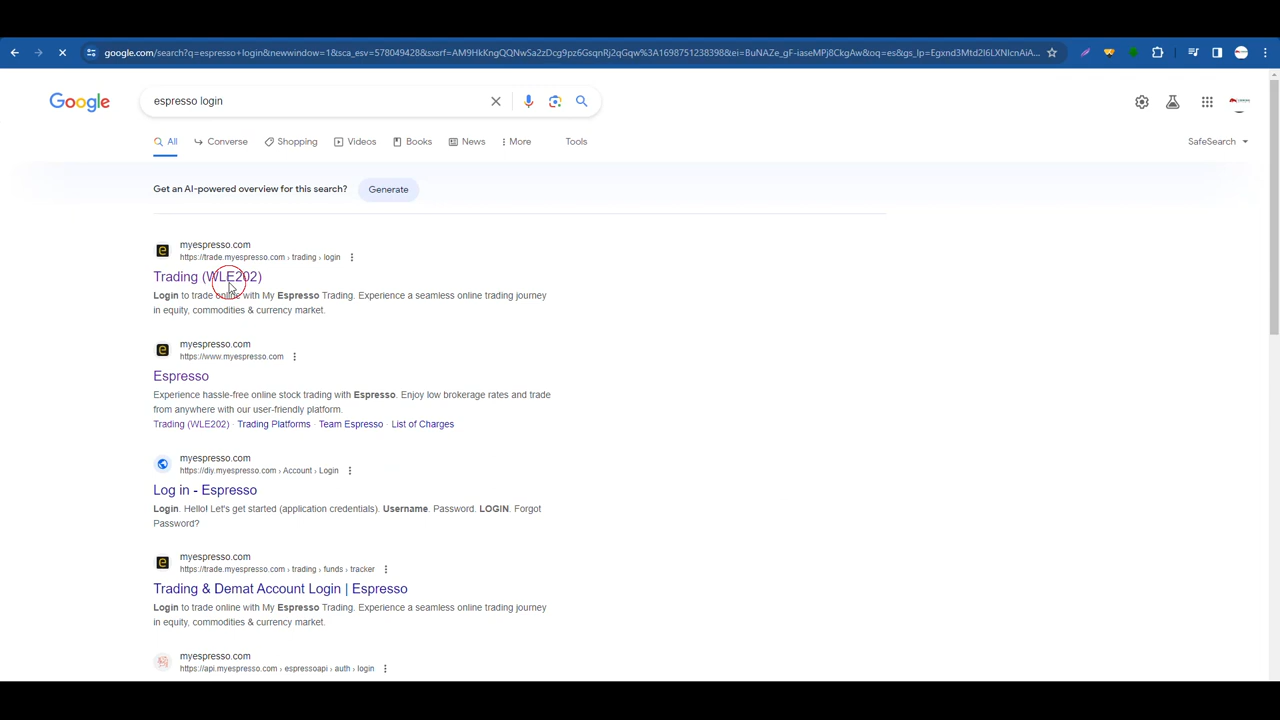 google.com/search?q=espresso+login&newwindow=1&sca_esv=578049428&sxsrf=AM9HkKngQQNwSa2zDcg9pz6GsqnRj2qGqw%3A1698751238398&ei=BuNAZe_gF-iaseMPj8CkgAw&oq=es&gs_lp=Egxnd3Mtd2l6LXNlcnAiA...
Google
espresso login
All
Converse
Shopping
Videos
Books
News
More
Tools
SafeSearch
Get an AI-powered overview for this search?
Generate
myespresso.com
https://trade.myespresso.com › trading › login
Trading (WLE202)
Login to trade online with My Espresso Trading. Experience a seamless online trading journey
in equity, commodities & currency market.
myespresso.com
https://www.myespresso.com
Espresso
Experience hassle-free online stock trading with Espresso. Enjoy low brokerage rates and trade
from anywhere with our user-friendly platform.
Trading (WLE202) · Trading Platforms · Team Espresso · List of Charges
myespresso.com
https://diy.myespresso.com › Account › Login
Log in - Espresso
Login. Hello! Let's get started (application credentials). Username. Password. LOGIN. Forgot
Password?
myespresso.com
https://trade.myespresso.com › trading › funds › tracker
Trading & Demat Account Login | Espresso
Login to trade online with My Espresso Trading. Experience a seamless online trading journey
in equity, commodities & currency market.
myespresso.com
https://api.myespresso.com › espressoapi › auth › login